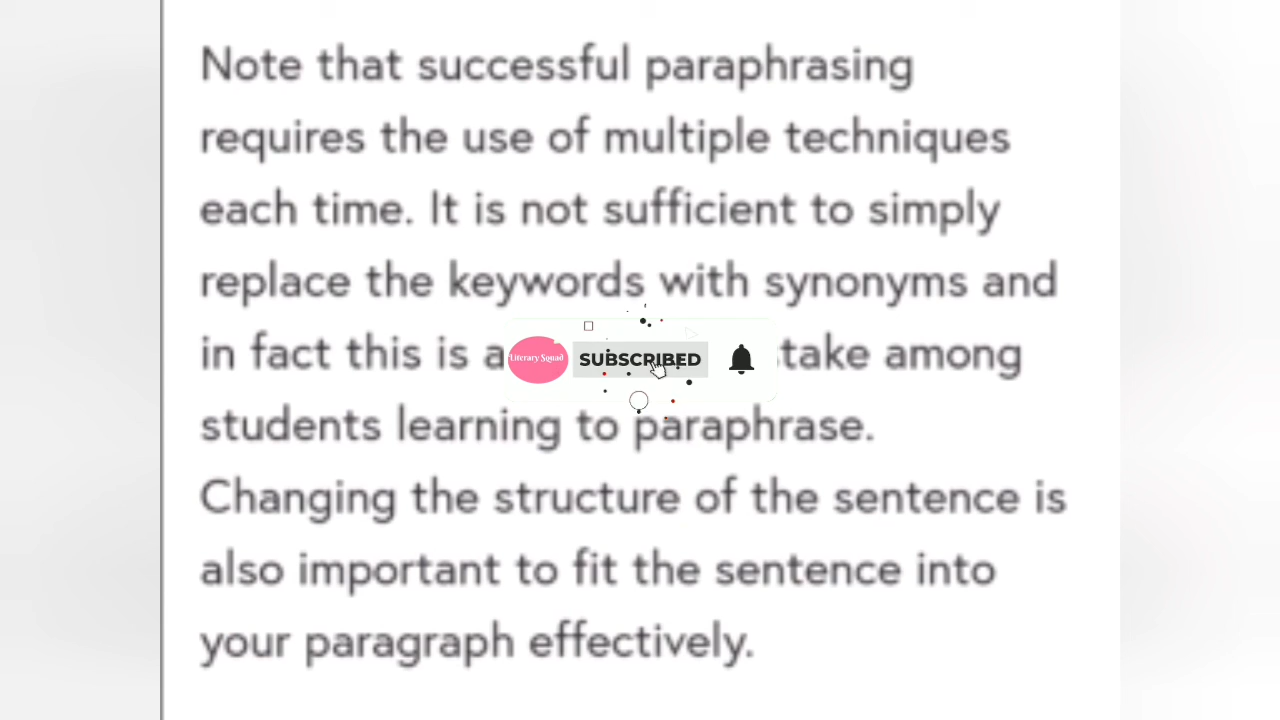 Note that successful paraphrasing
requires the use of multiple techniques
each time. It is not sufficient to simply
replace the keywords with synonyms and
in fact this is a take among
Literary Squad SUBSCRIBED
students learning to paraphrase.
Changing the structure of the sentence is
also important to fit the sentence into
your paragraph effectively.